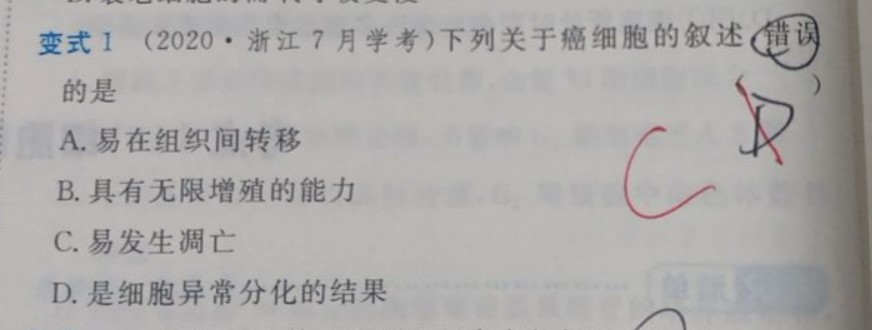 变式1 (2020·浙江7月学考)下列关于癌细胞的叙述,错误
的是 ( D )
C
A. 易在组织间转移
B. 具有无限增殖的能力
C. 易发生凋亡
D. 是细胞异常分化的结果